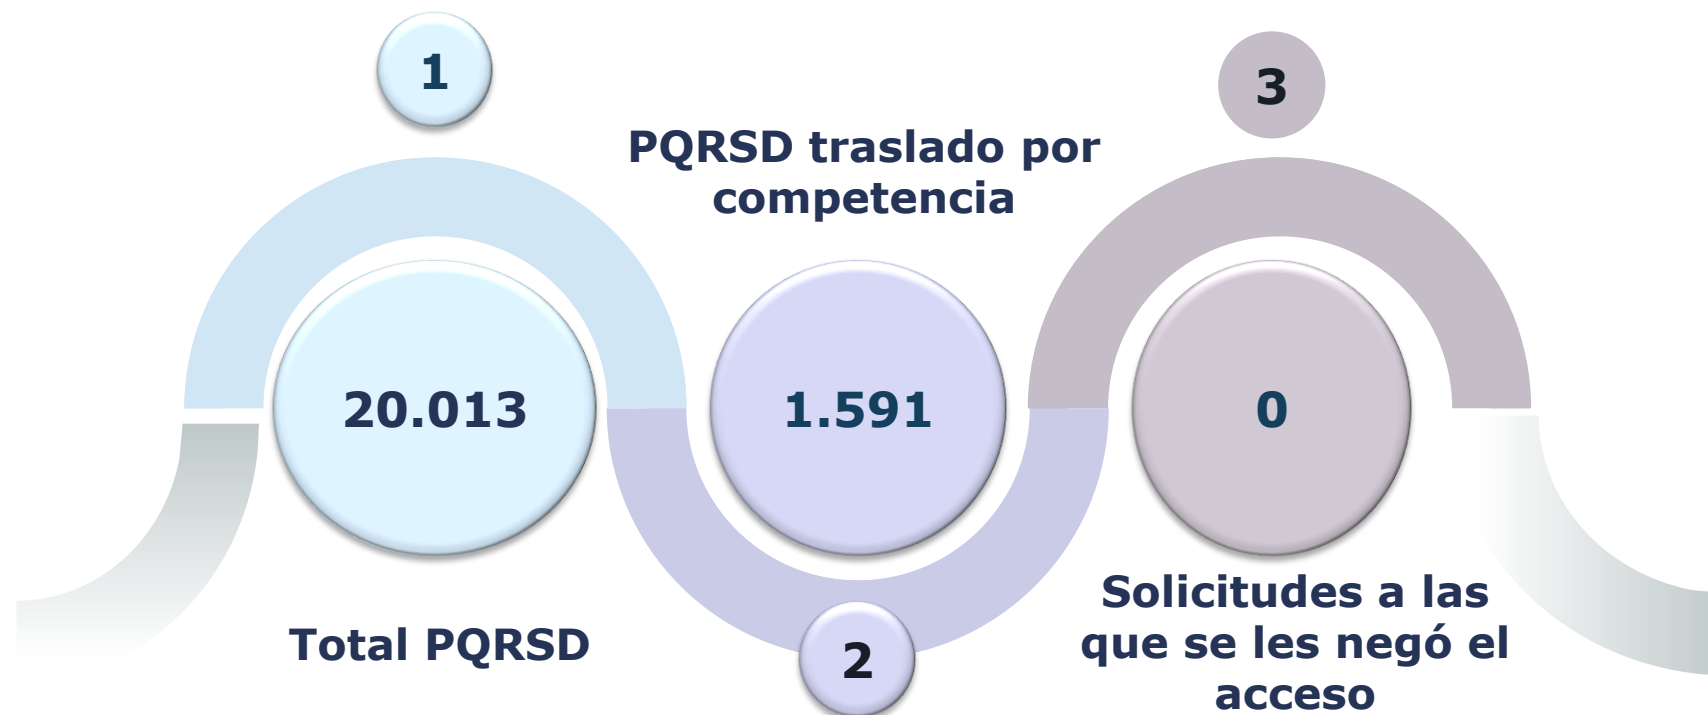 1
20.013
Total PQRSD
PQRSD traslado por
competencia
1.591
2
3
0
Solicitudes a las
que se les negó el
acceso